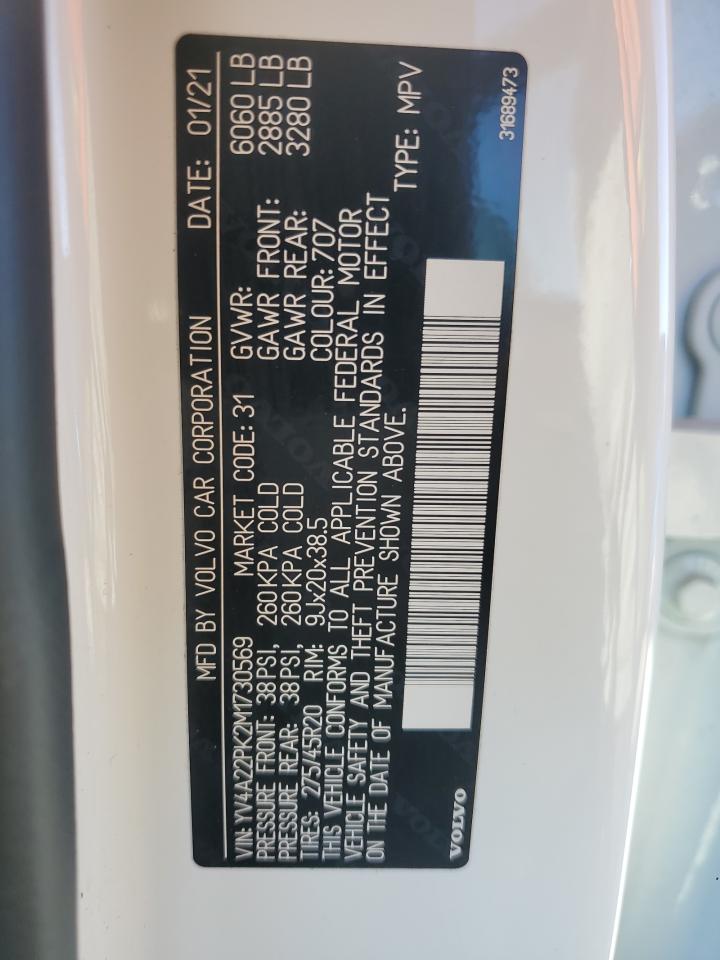 MFD BY VOLVO CAR CORPORATION DATE: 01/21
VIN: YV4A22PK2M1730569 MARKET CODE: 31 GVWR: 6060 LB
PRESSURE FRONT: 38PSI, 260KPA COLD GAWR FRONT: 2885 LB
PRESSURE REAR: 38PSI, 260KPA COLD GAWR REAR: 3280 LB
TIRES: 275/45R20 RIM: 9Jx20x38.5 COLOUR: 707
THIS VEHICLE CONFORMS TO ALL APPLICABLE FEDERAL MOTOR
VEHICLE SAFETY AND THEFT PREVENTION STANDARDS IN EFFECT
ON THE DATE OF MANUFACTURE SHOWN ABOVE. TYPE: MPV
VOLVO 31689473